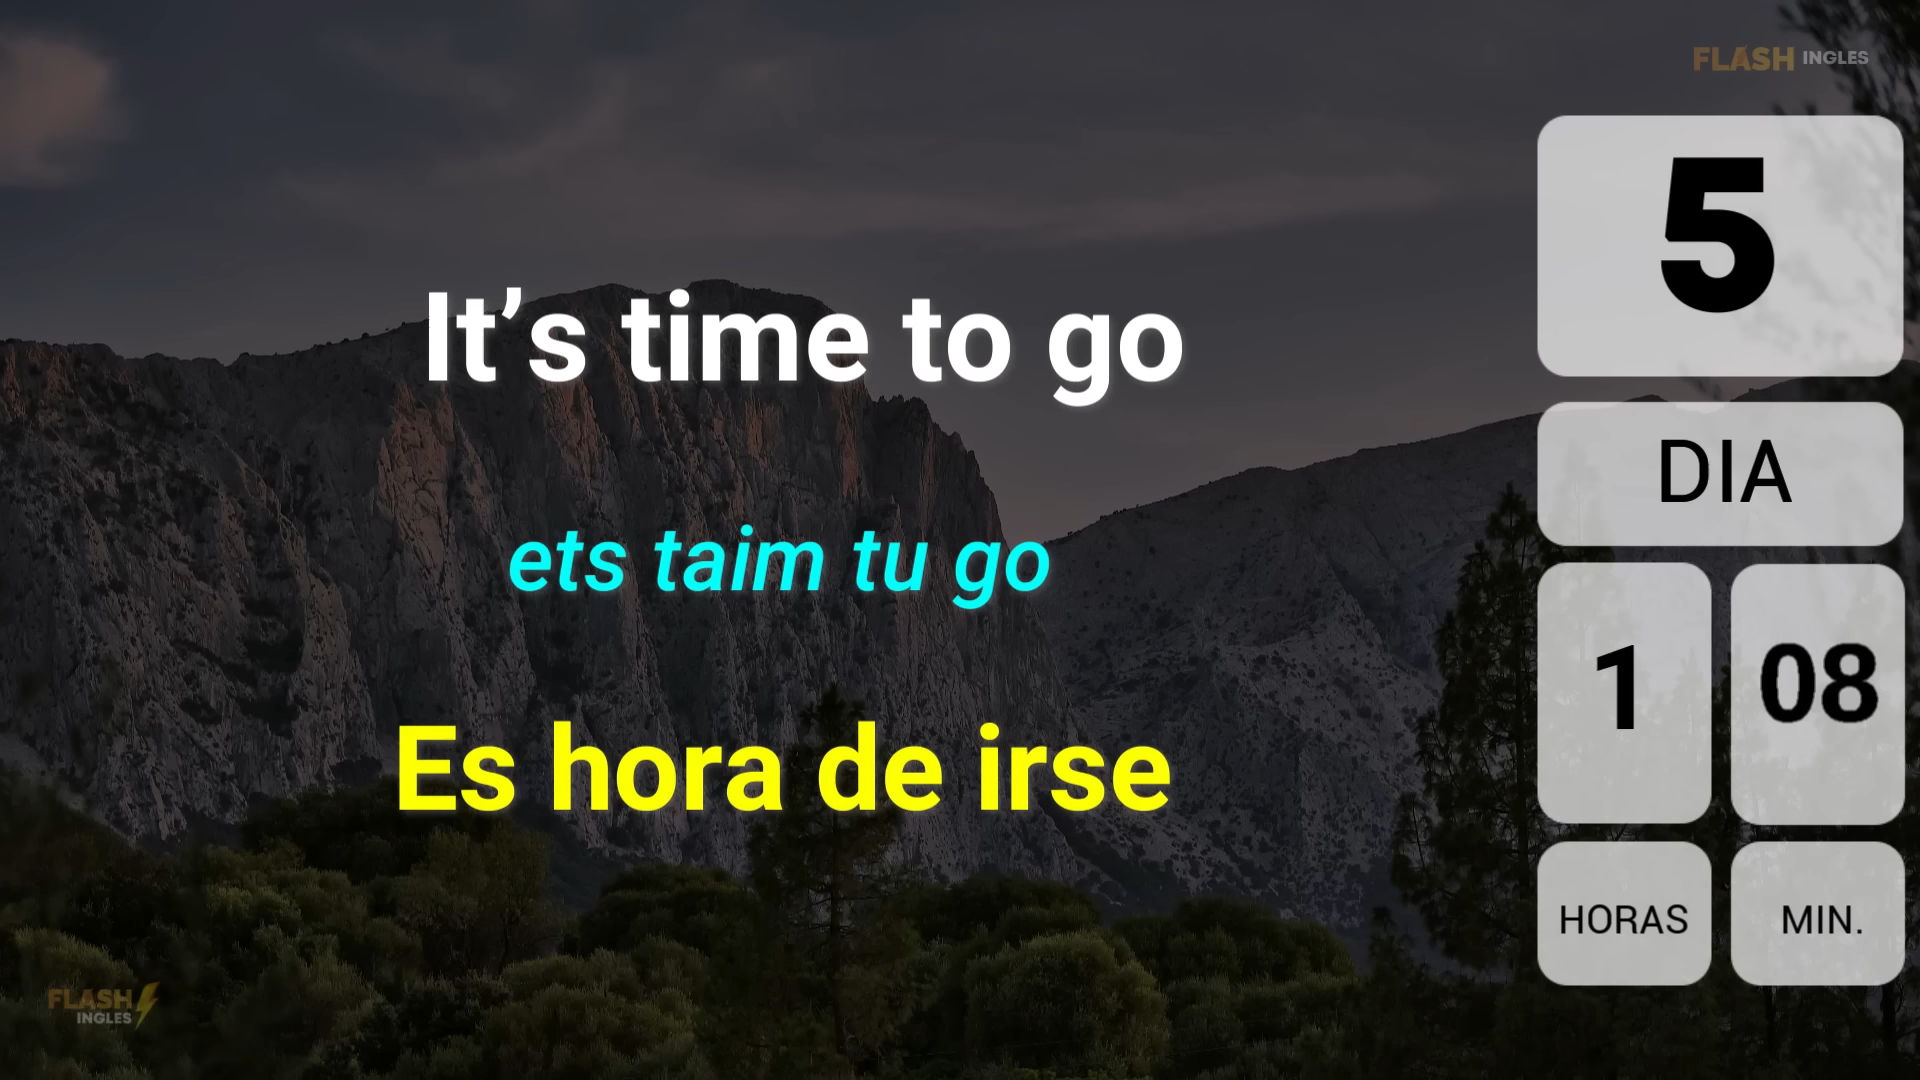 FLASH INGLES
It’s time to go
ets taim tu go
Es hora de irse
5
DIA
1 08
HORAS MIN.
FLASH
INGLES